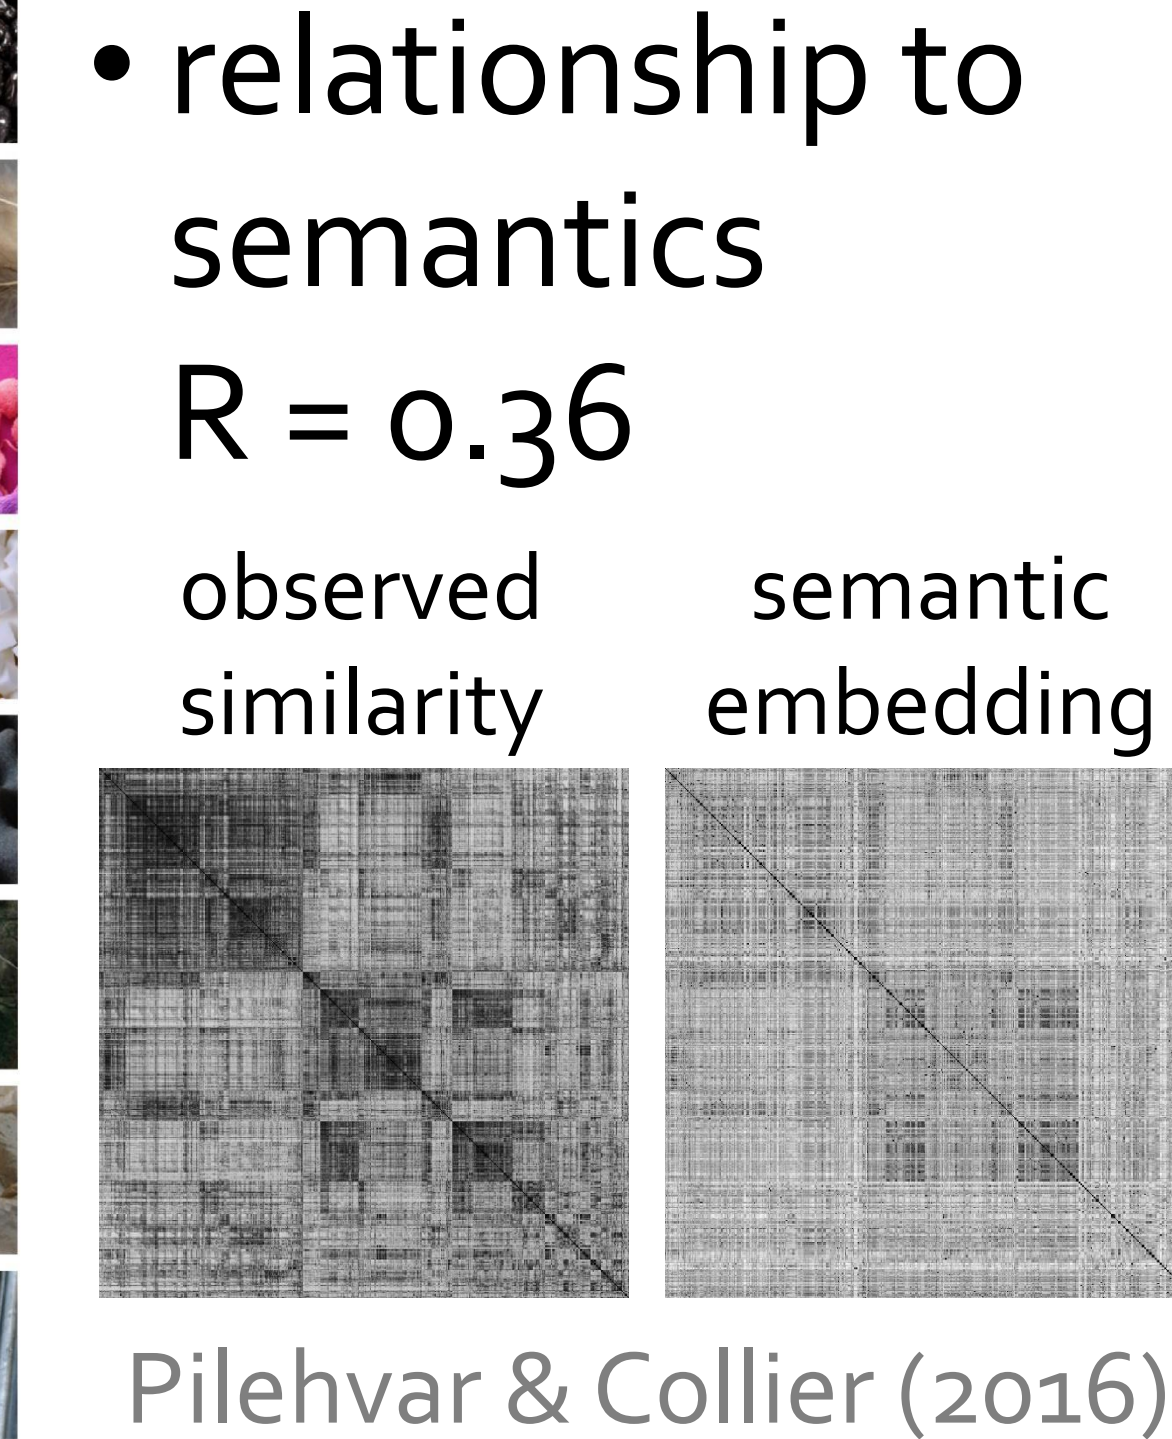 • relationship to
semantics
R = 0.36
observed semantic
similarity embedding
Pilehvar & Collier (2016)